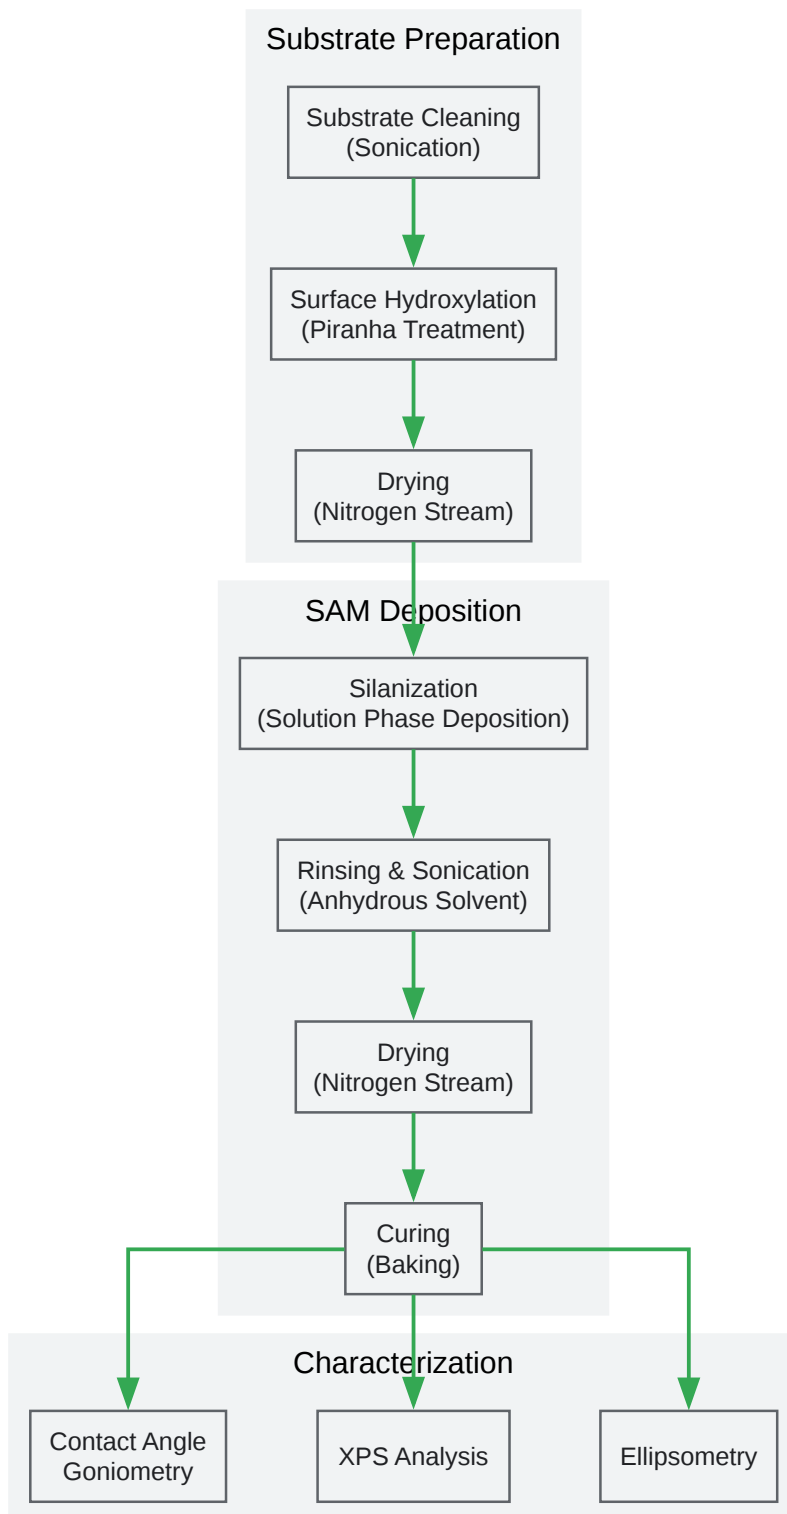 Substrate Preparation
Substrate Cleaning
(Sonication)
Surface Hydroxylation
(Piranha Treatment)
Drying
(Nitrogen Stream)
SAM Deposition
Silanization
(Solution Phase Deposition)
Rinsing & Sonication
(Anhydrous Solvent)
Drying
(Nitrogen Stream)
Curing
(Baking)
Characterization
Contact Angle
Goniometry
XPS Analysis
Ellipsometry